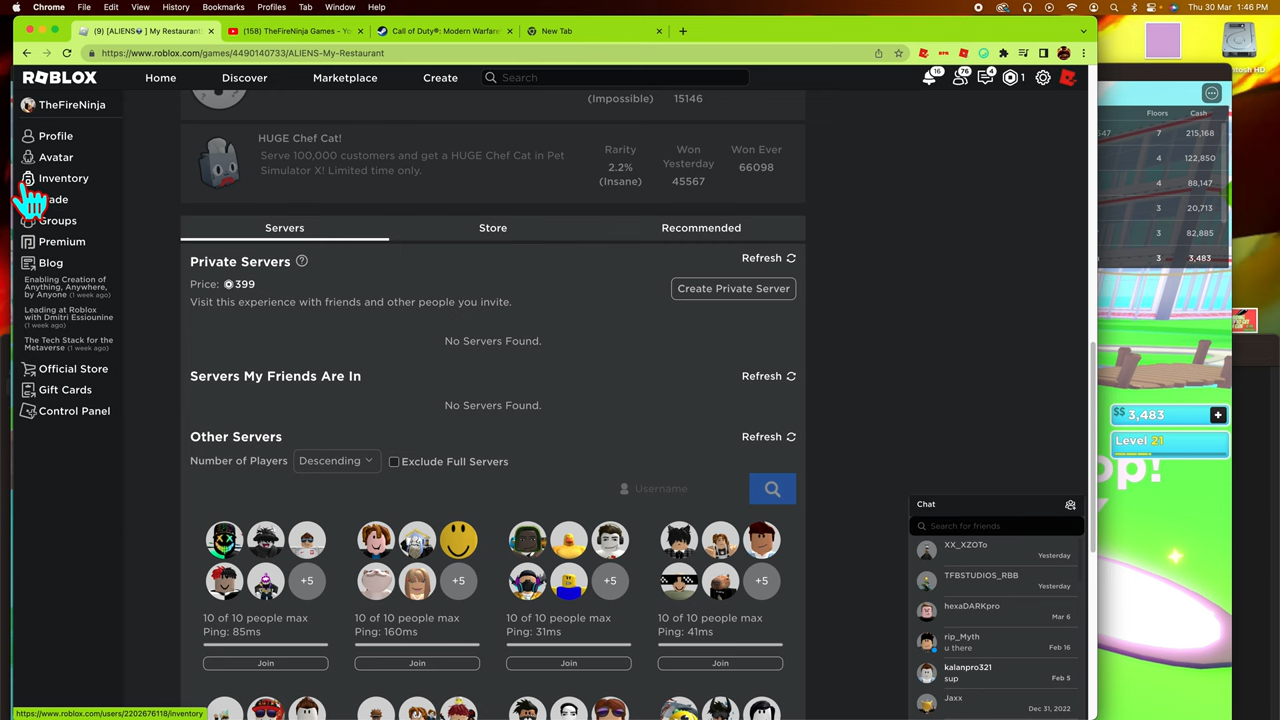 Chrome File Edit View History Bookmarks Profiles Tab Window Help
Thu 30 Mar 1:46 PM
(9) [ALIENS👽] My Restaurant
(158) TheFireNinja Games - Yo
Call of Duty®: Modern Warfare
New Tab
https://www.roblox.com/games/4490140733/ALIENS-My-Restaurant
ROBLOX
Home Discover Marketplace Create
Search
16 76 4 1
TheFireNinja
Profile
Avatar
Inventory
ade
Groups
Premium
Blog
Enabling Creation of
Anything, Anywhere,
by Anyone (1 week ago)
Leading at Roblox
with Dmitri Essiounine
(1 week ago)
The Tech Stack for the
Metaverse (1 week ago)
Official Store
Gift Cards
Control Panel
(Impossible) 15146
HUGE Chef Cat!
Serve 100,000 customers and get a HUGE Chef Cat in Pet
Simulator X! Limited time only.
Rarity
2.2%
(Insane)
Won
Yesterday
45567
Won Ever
66098
Servers Store Recommended
Private Servers
Refresh
Price: 399
Create Private Server
Visit this experience with friends and other people you invite.
No Servers Found.
Servers My Friends Are In
Refresh
No Servers Found.
Other Servers
Refresh
Number of Players Descending Exclude Full Servers
Username
+5 +5 +5 +5
10 of 10 people max
Ping: 85ms
Join
10 of 10 people max
Ping: 160ms
Join
10 of 10 people max
Ping: 31ms
Join
10 of 10 people max
Ping: 41ms
Join
Chat
Search for friends
XX_XZOTo
Yesterday
TFBSTUDIOS_RBB
Yesterday
hexaDARKpro
Mar 6
rip_Myth
u there Feb 16
kalanpro321
sup Feb 5
Jaxx
Dec 31, 2022
https://www.roblox.com/users/2202676118/inventory
ntosh HD
Floors Cash
547 7 215,168
4 122,850
4 88,147
3 20,713
3 82,885
3 3,483
$$ 3,483 +
Level 21
op!